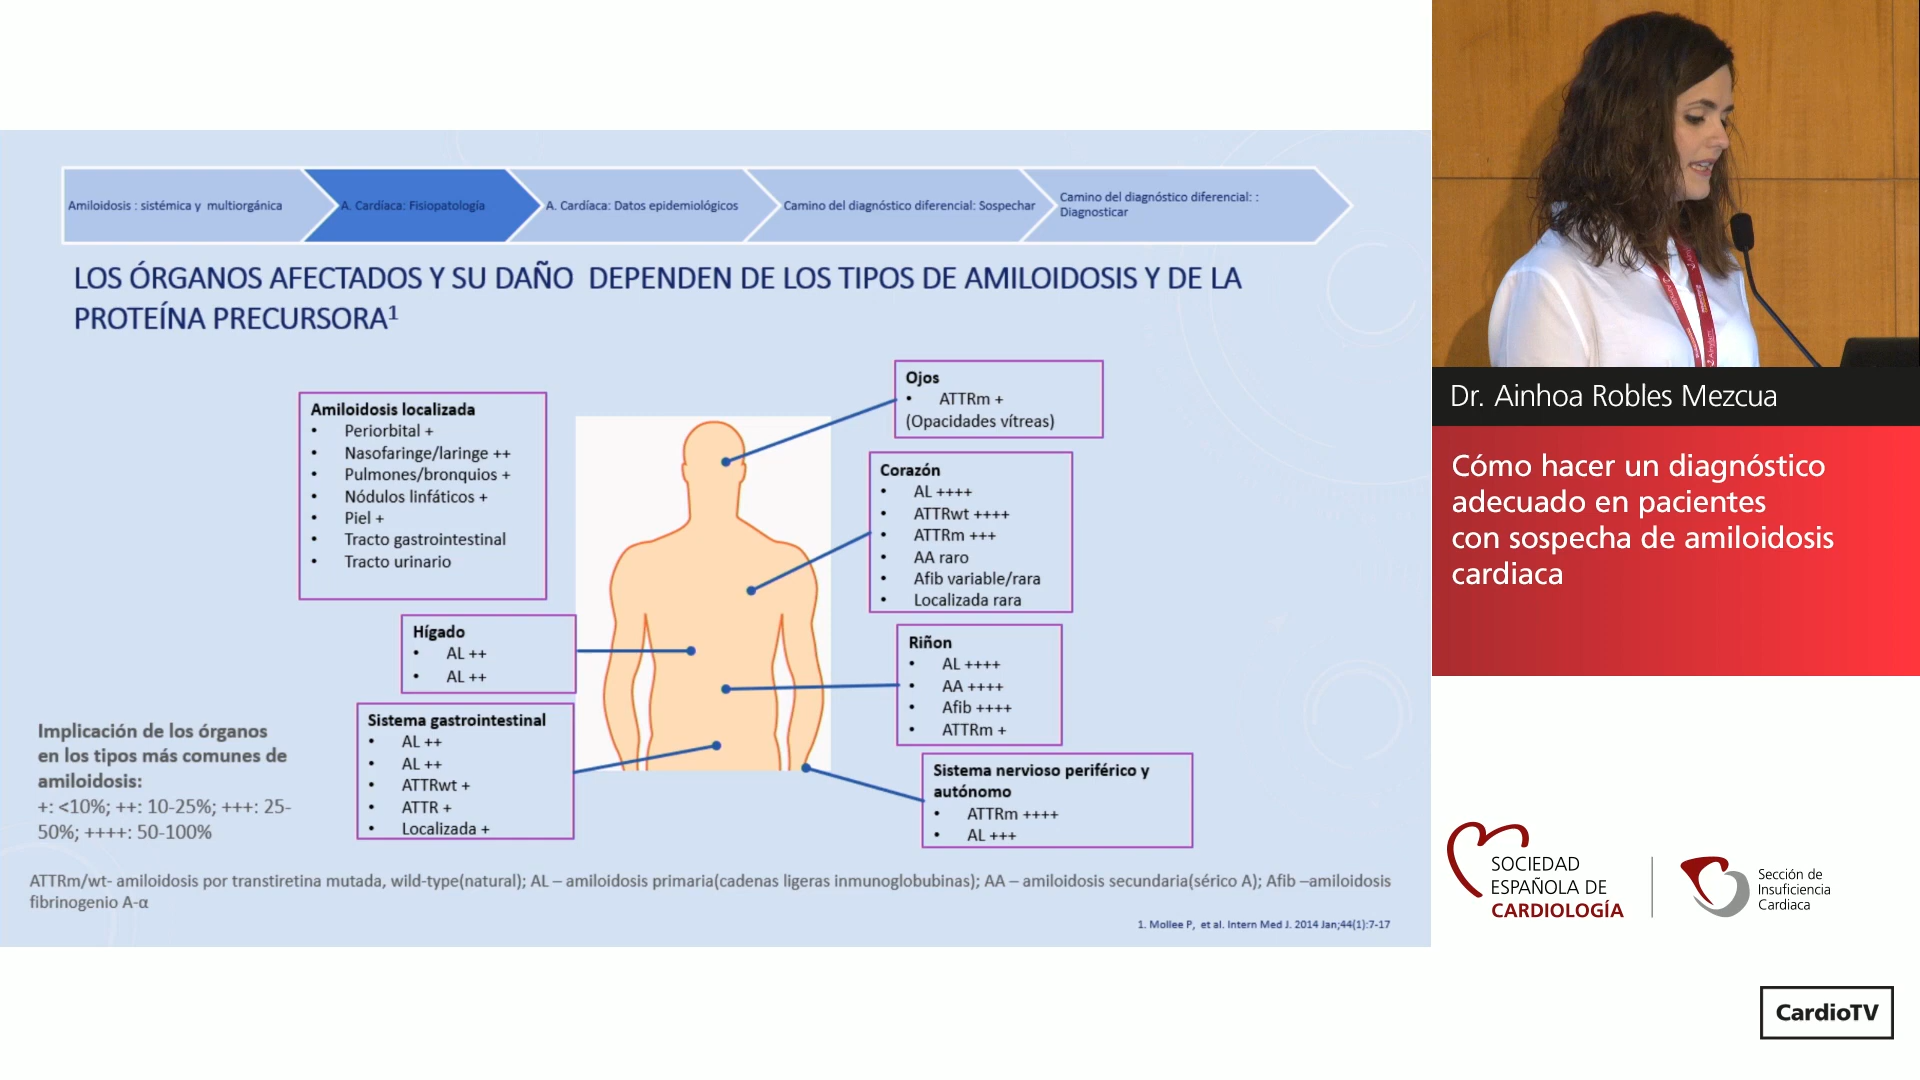 Amiloidosis : sistémica y  multiorgánica
A. Cardíaca: Fisiopatología
A. Cardíaca: Datos epidemiológicos
Camino del diagnóstico diferencial: Sospechar
Camino del diagnóstico diferencial: :
Diagnosticar
LOS ÓRGANOS AFECTADOS Y SU DAÑO  DEPENDEN DE LOS TIPOS DE AMILOIDOSIS Y DE LA
PROTEÍNA PRECURSORA¹
Amiloidosis localizada
• Periorbital +
• Nasofaringe/laringe ++
• Pulmones/bronquios +
• Nódulos linfáticos +
• Piel +
• Tracto gastrointestinal
• Tracto urinario
Hígado
• AL ++
• AL ++
Sistema gastrointestinal
• AL ++
• AL ++
• ATTRwt +
• ATTR +
• Localizada +
Ojos
• ATTRm +
(Opacidades vítreas)
Corazón
• AL ++++
• ATTRwt ++++
• ATTRm +++
• AA raro
• Afib variable/rara
• Localizada rara
Riñon
• AL ++++
• AA ++++
• Afib ++++
• ATTRm +
Sistema nervioso periférico y
autónomo
• ATTRm ++++
• AL +++
Implicación de los órganos
en los tipos más comunes de
amiloidosis:
+: <10%; ++: 10-25%; +++: 25-
50%; ++++: 50-100%
ATTRm/wt- amiloidosis por transtiretina mutada, wild-type(natural); AL – amiloidosis primaria(cadenas ligeras inmunoglobubinas); AA – amiloidosis secundaria(sérico A); Afib –amiloidosis
fibrinogenio A-α
1. Mollee P,  et al. Intern Med J. 2014 Jan;44(1):7-17
Dr. Ainhoa Robles Mezcua
Cómo hacer un diagnóstico
adecuado en pacientes
con sospecha de amiloidosis
cardiaca
SOCIEDAD
ESPAÑOLA DE
CARDIOLOGÍA
Sección de
Insuficiencia
Cardiaca
CardioTV